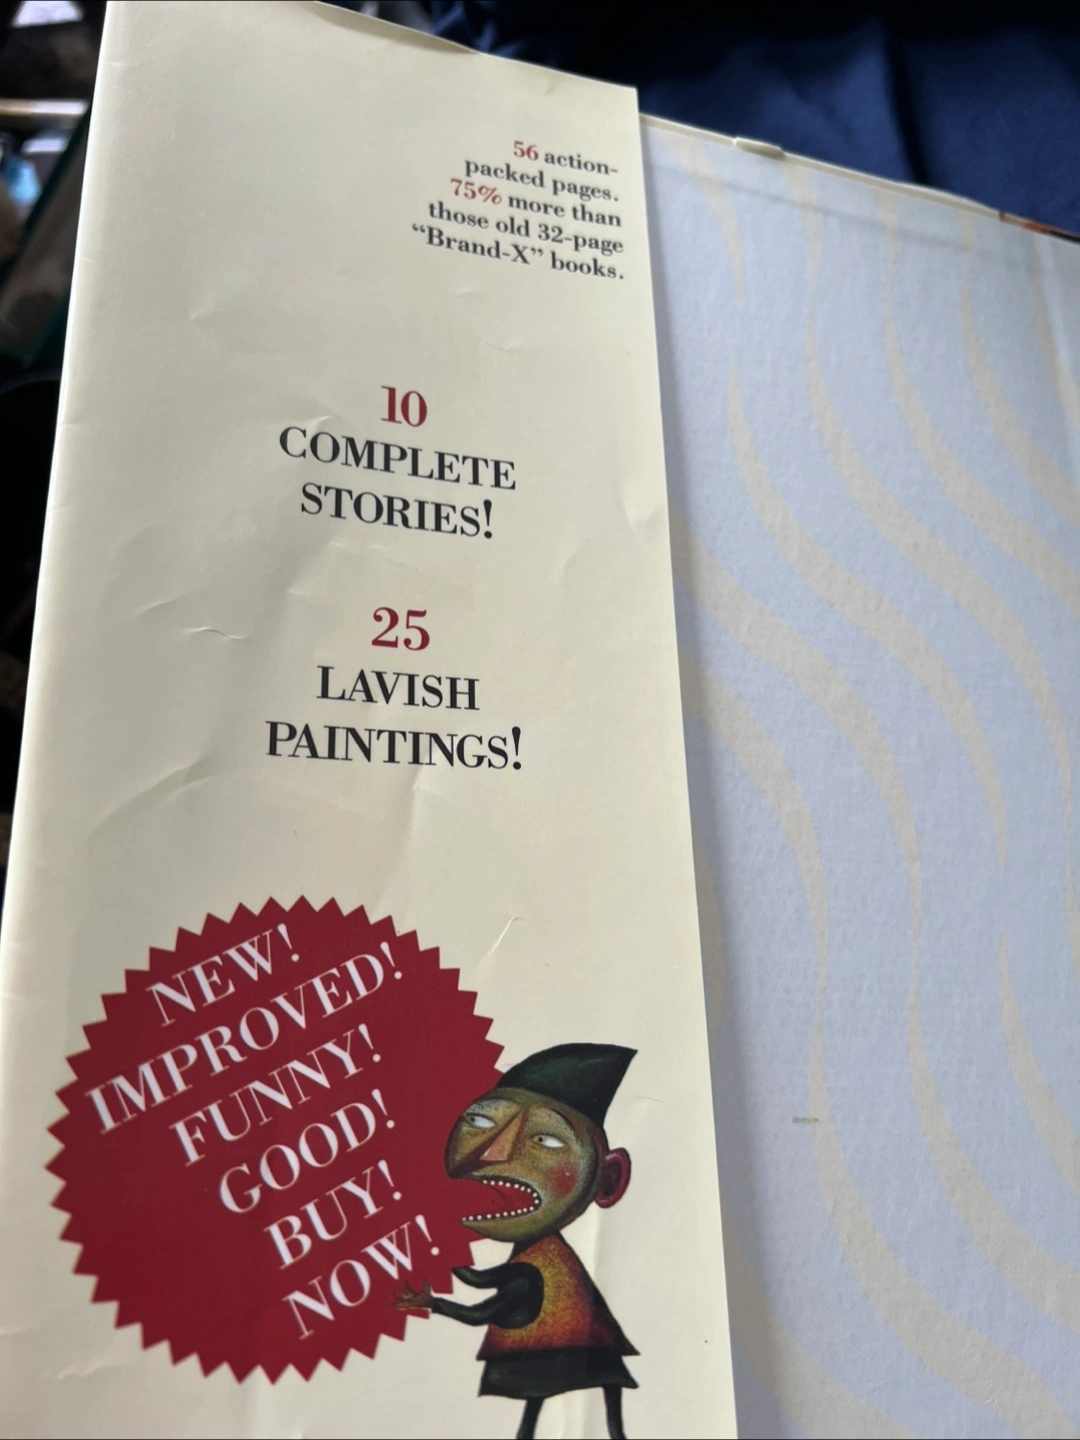 56 action-
packed pages.
75% more than
those old 32-page
“Brand-X” books.
10
COMPLETE
STORIES!
25
LAVISH
PAINTINGS!
NEW!
IMPROVED!
FUNNY!
GOOD!
BUY!
NOW!